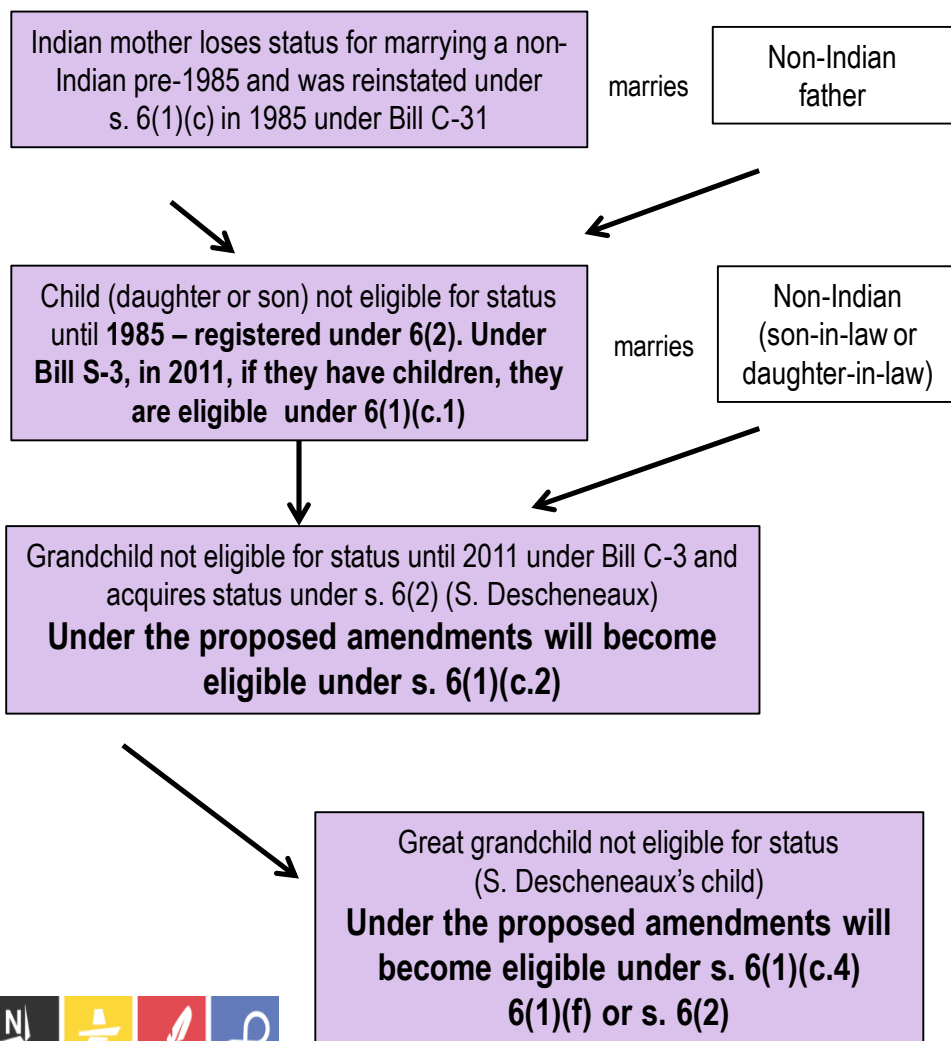 Indian mother loses status for marrying a non-
Indian pre-1985 and was reinstated under
s. 6(1)(c) in 1985 under Bill C-31
marries
Non-Indian
father
Child (daughter or son) not eligible for status
until 1985 – registered under 6(2). Under
Bill S-3, in 2011, if they have children, they
are eligible under 6(1)(c.1)
marries
Non-Indian
(son-in-law or
daughter-in-law)
Grandchild not eligible for status until 2011 under Bill C-3 and
acquires status under s. 6(2) (S. Descheneaux)
Under the proposed amendments will become
eligible under s. 6(1)(c.2)
Great grandchild not eligible for status
(S. Descheneaux's child)
Under the proposed amendments will
become eligible under s. 6(1)(c.4)
6(1)(f) or s. 6(2)
N